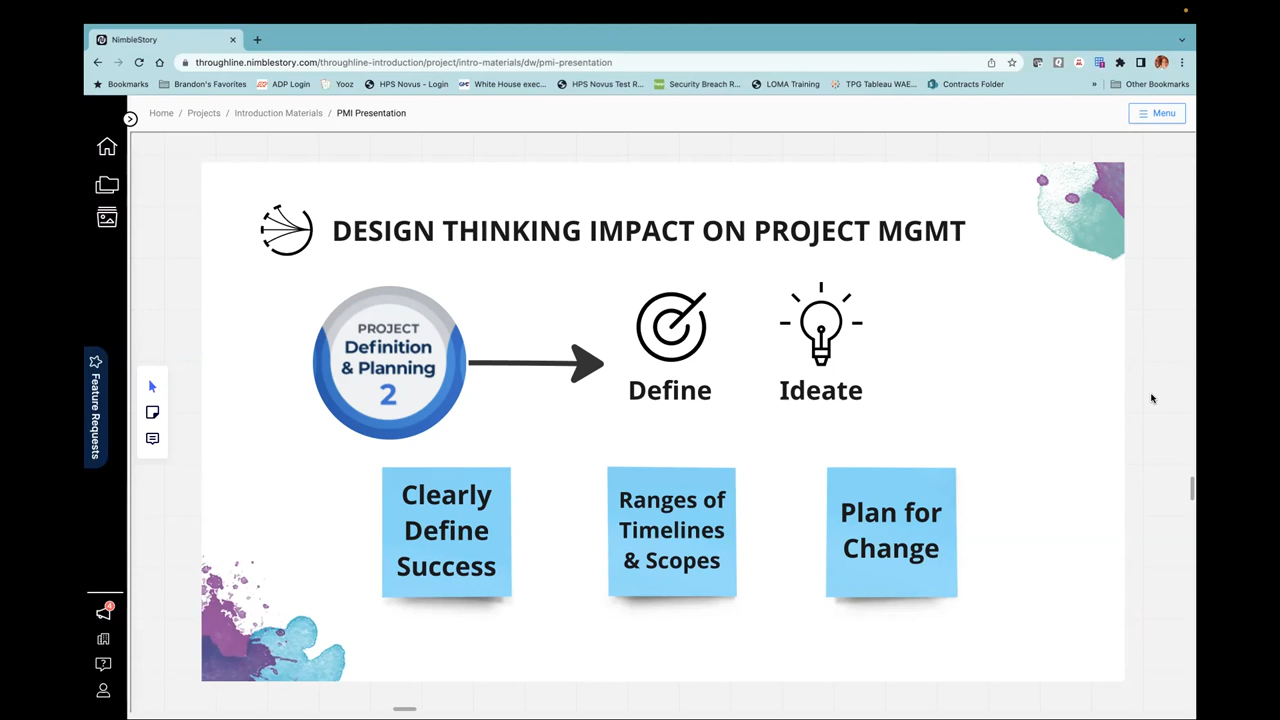 NimbleStory
throughline.nimblestory.com/throughline-introduction/project/intro-materials/dw/pmi-presentation
Bookmarks
Brandon's Favorites
ADP Login
Yooz
HPS Novus - Login
White House exec...
HPS Novus Test R...
Security Breach R...
LOMA Training
TPG Tableau WAE...
Contracts Folder
»
Other Bookmarks
Home / Projects / Introduction Materials / PMI Presentation
Menu
Feature Requests
4
DESIGN THINKING IMPACT ON PROJECT MGMT
PROJECT
Definition
& Planning
2
Define
Ideate
Clearly
Define
Success
Ranges of
Timelines
& Scopes
Plan for
Change